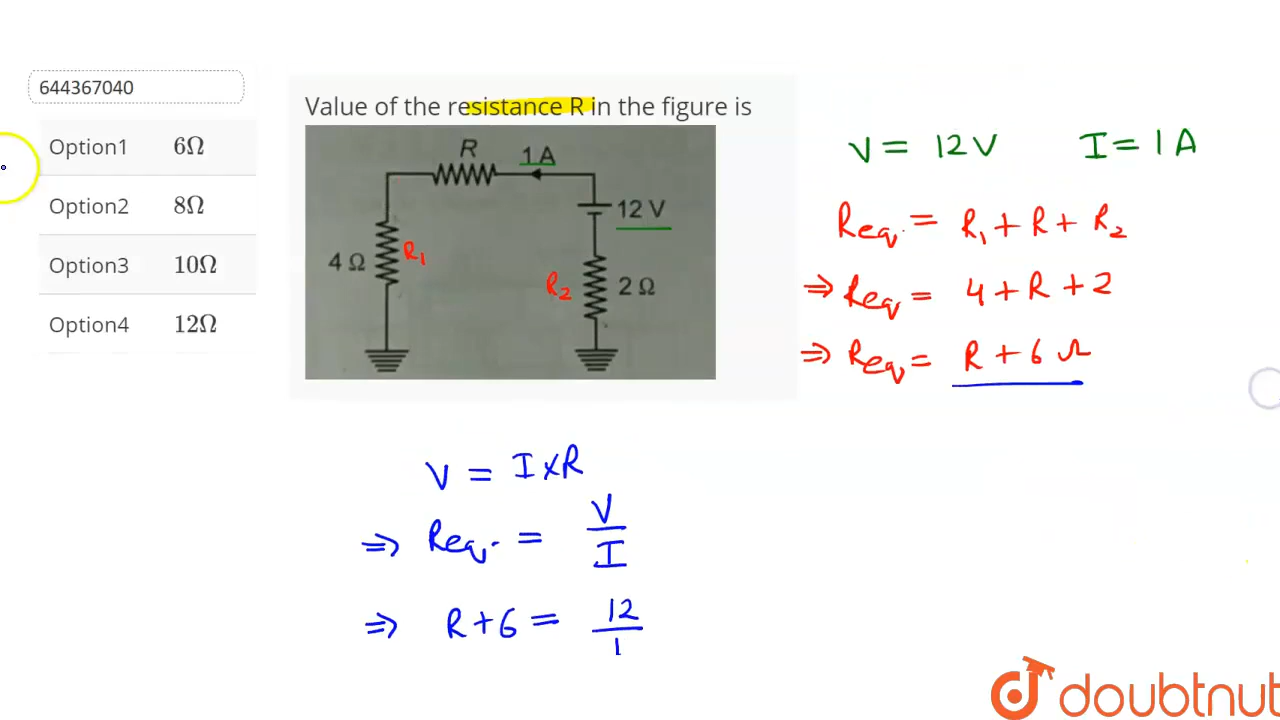 644367040
Option1 6Ω
Option2 8Ω
Option3 10Ω
Option4 12Ω
Value of the resistance R in the figure is
R
1 A
12 V
4 Ω
R₁
R₂
2 Ω
V = 12V I = 1A
Req. = R₁ + R + R₂
⇒ Req = 4 + R + 2
⇒ Req = R + 6 Ω
V = I×R
⇒ Req. = V/I
⇒ R+6 = 12/1
doubtnut